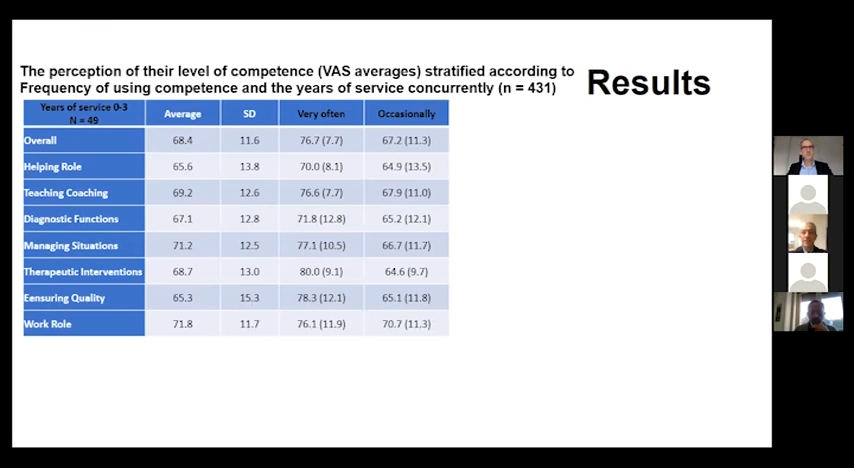 The perception of their level of competence (VAS averages) stratified according to
Frequency of using competence and the years of service concurrently (n = 431)
Results
Years of service 0-3
N = 49
Average SD Very often Occasionally
Overall 68.4 11.6 76.7 (7.7) 67.2 (11.3)
Helping Role 65.6 13.8 70.0 (8.1) 64.9 (13.5)
Teaching Coaching 69.2 12.6 76.6 (7.7) 67.9 (11.0)
Diagnostic Functions 67.1 12.8 71.8 (12.8) 65.2 (12.1)
Managing Situations 71.2 12.5 77.1 (10.5) 66.7 (11.7)
Therapeutic Interventions 68.7 13.0 80.0 (9.1) 64.6 (9.7)
Eensuring Quality 65.3 15.3 78.3 (12.1) 65.1 (11.8)
Work Role 71.8 11.7 76.1 (11.9) 70.7 (11.3)